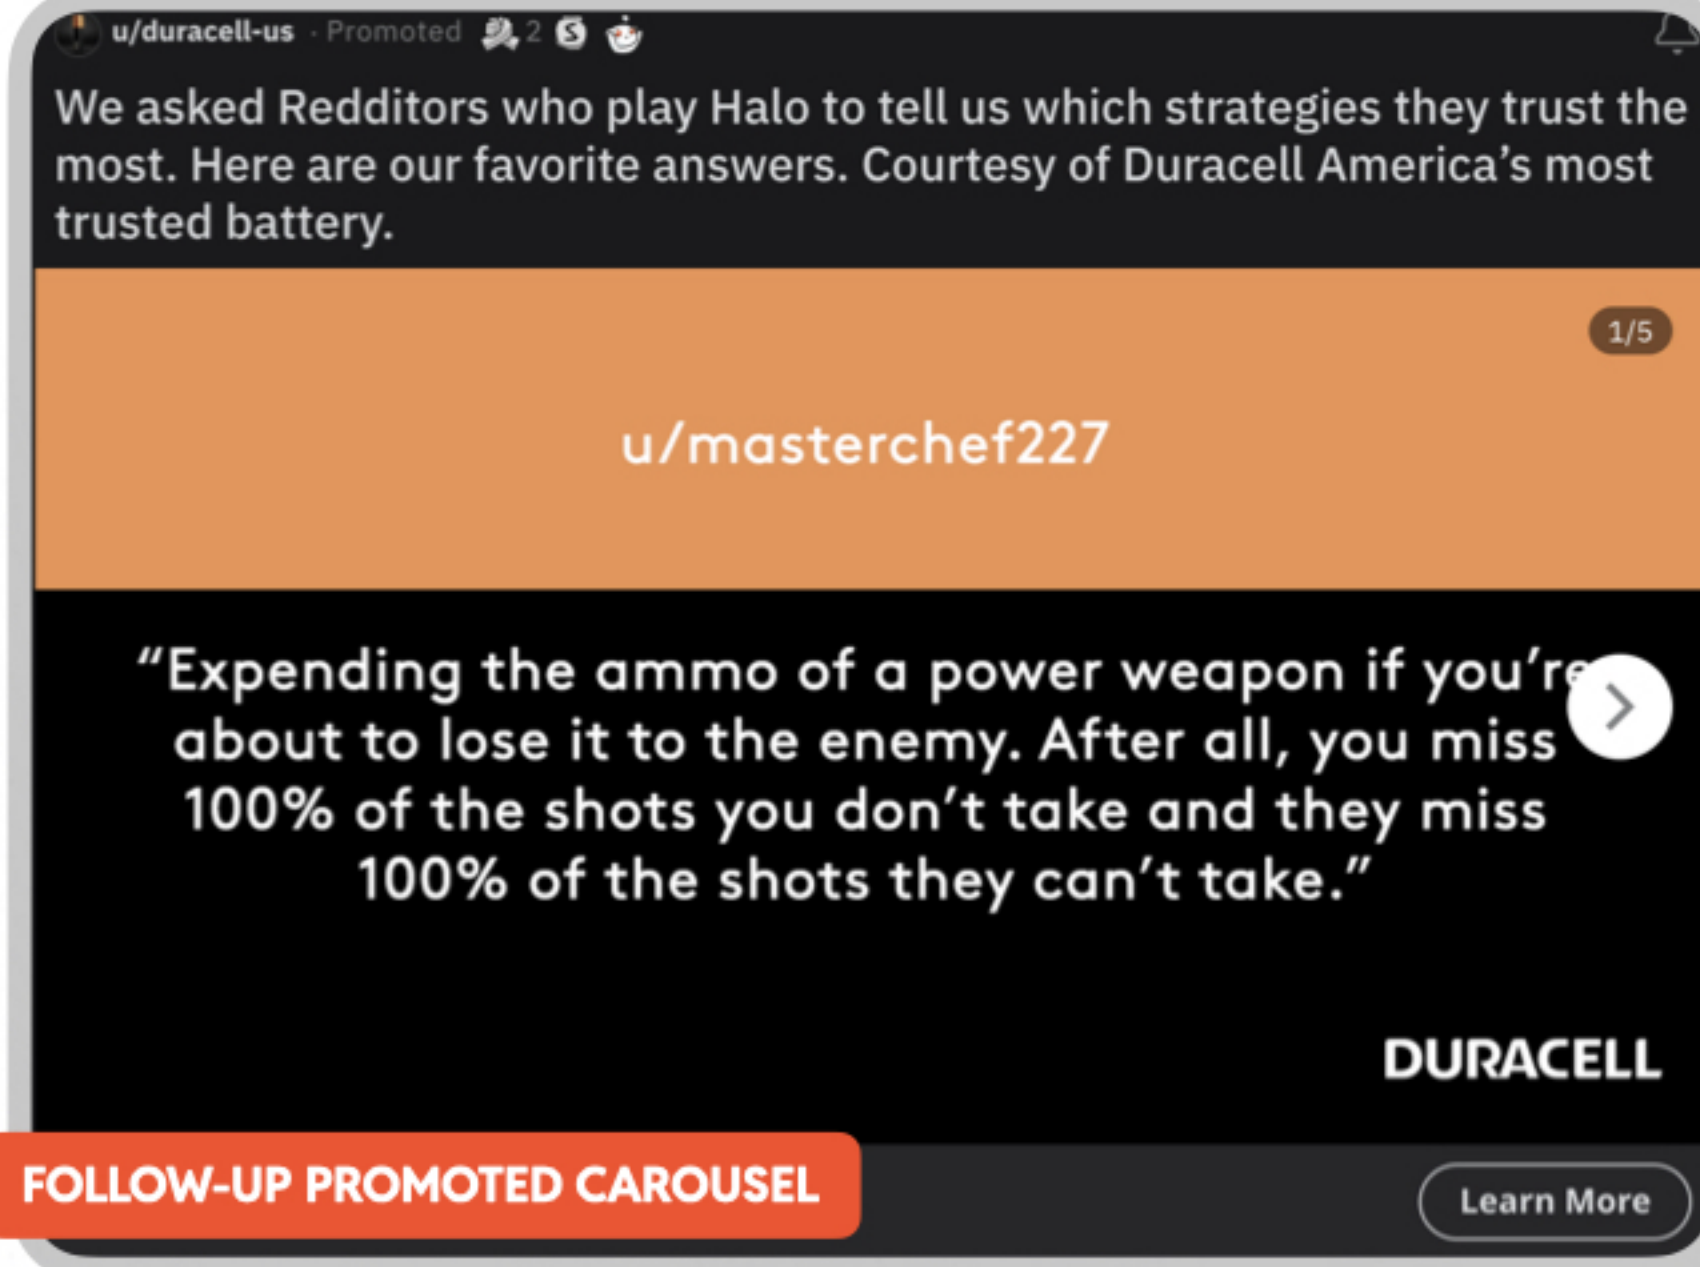 u/duracell-us · Promoted 2 S
We asked Redditors who play Halo to tell us which strategies they trust the
most. Here are our favorite answers. Courtesy of Duracell America’s most
trusted battery.
1/5
u/masterchef227
“Expending the ammo of a power weapon if you’re
about to lose it to the enemy. After all, you miss
100% of the shots you don’t take and they miss
100% of the shots they can’t take.”
DURACELL
FOLLOW-UP PROMOTED CAROUSEL
Learn More